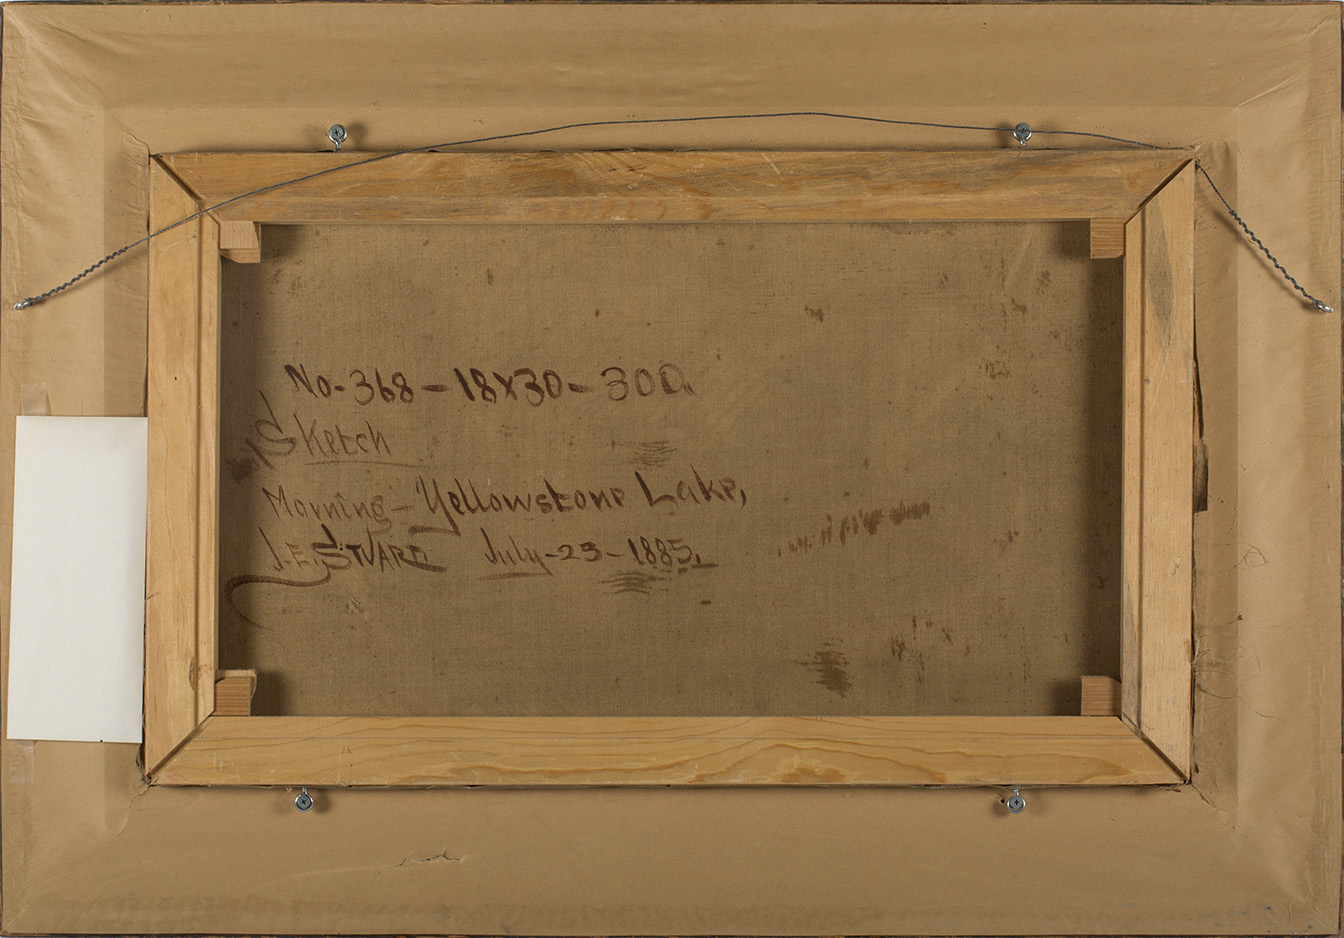 No-368-18x30-300.
Sketch
Morning-Yellowstone Lake,
J.E. Stuart July-23-1885.